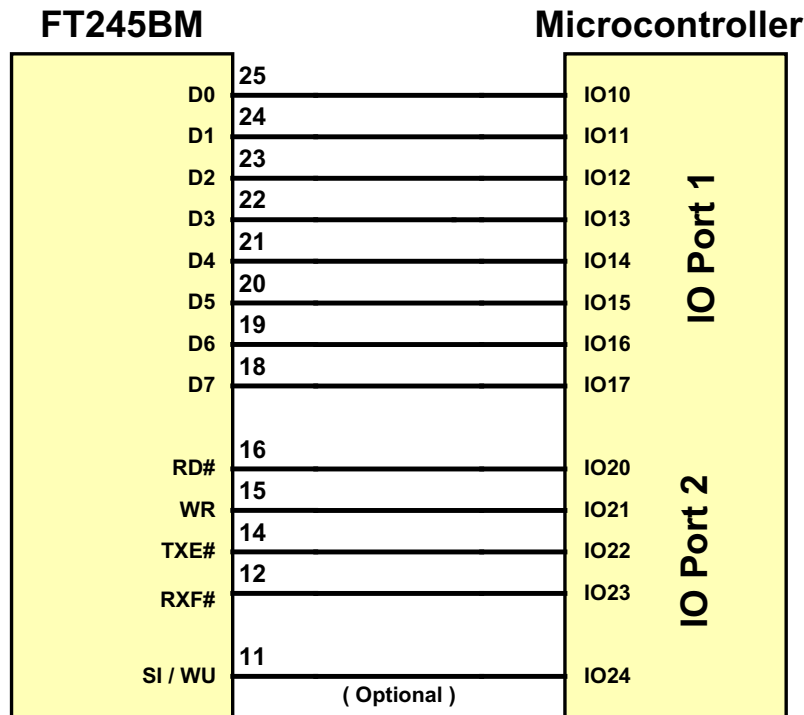 FT245BM Microcontroller
D0 25 IO10
D1 24 IO11
D2 23 IO12
D3 22 IO13
D4 21 IO14
D5 20 IO15
D6 19 IO16
D7 18 IO17
IO Port 1
RD# 16 IO20
WR 15 IO21
TXE# 14 IO22
RXF# 12 IO23
SI / WU 11 IO24
( Optional )
IO Port 2